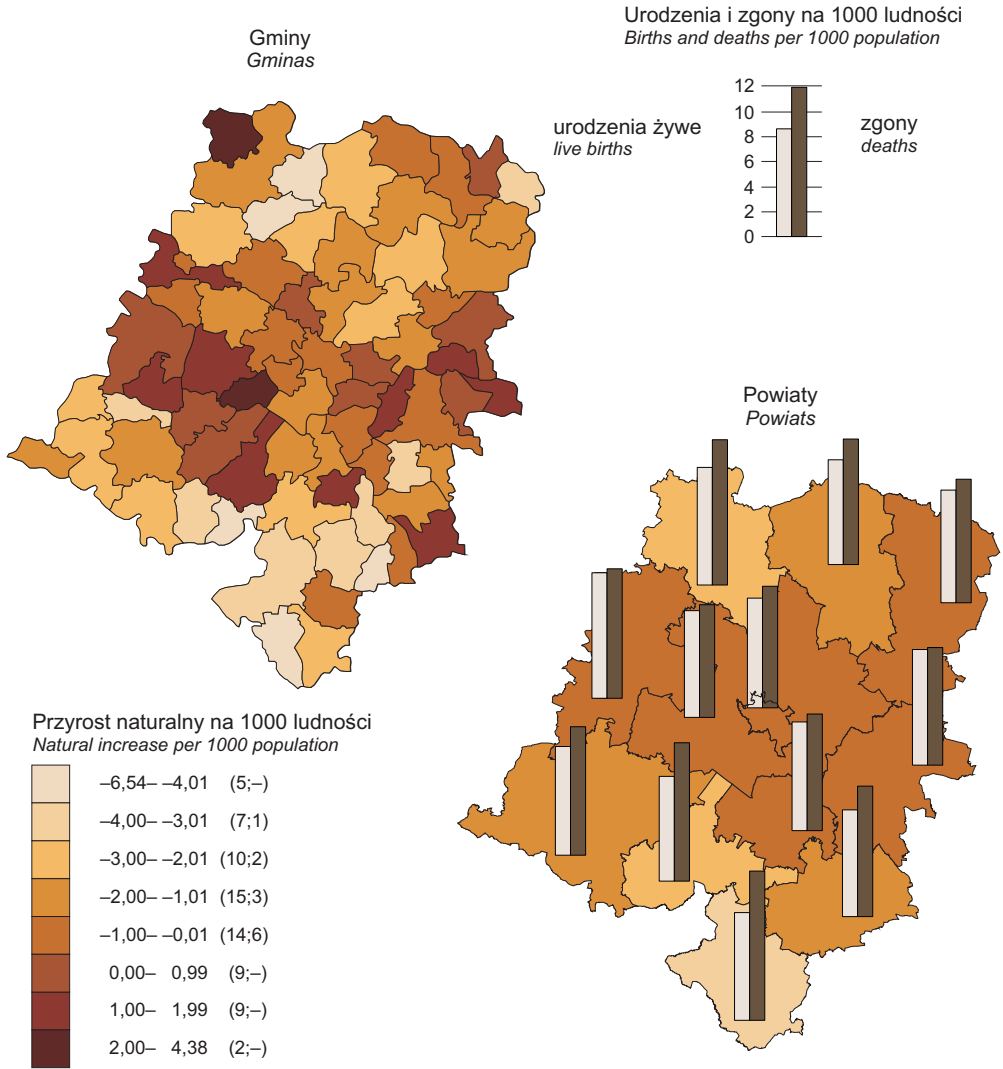 Gminy
Gminas
Urodzenia i zgony na 1000 ludności
Births and deaths per 1000 population
urodzenia żywe
live births
12
10
8
6
4
2
0
zgony
deaths
Powiaty
Powiats
Przyrost naturalny na 1000 ludności
Natural increase per 1000 population
–6,54– –4,01 (5;–)
–4,00– –3,01 (7;1)
–3,00– –2,01 (10;2)
–2,00– –1,01 (15;3)
–1,00– –0,01 (14;6)
0,00– 0,99 (9;–)
1,00– 1,99 (9;–)
2,00– 4,38 (2;–)